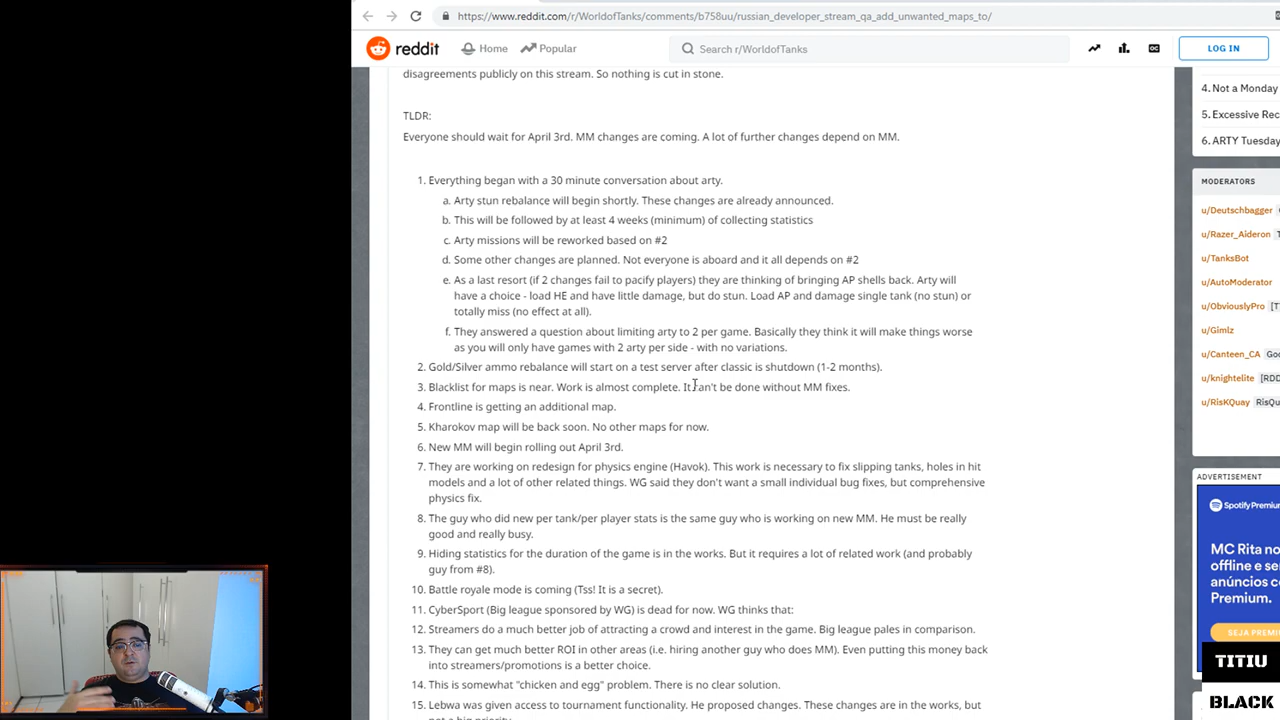 https://www.reddit.com/r/WorldofTanks/comments/b758uu/russian_developer_stream_qa_add_unwanted_maps_to/
reddit
Home
Popular
Search r/WorldofTanks
LOG IN
disagreements publicly on this stream. So nothing is cut in stone.
TLDR:
Everyone should wait for April 3rd. MM changes are coming. A lot of further changes depend on MM.
1. Everything began with a 30 minute conversation about arty.
a. Arty stun rebalance will begin shortly. These changes are already announced.
b. This will be followed by at least 4 weeks (minimum) of collecting statistics
c. Arty missions will be reworked based on #2
d. Some other changes are planned. Not everyone is aboard and it all depends on #2
e. As a last resort (if 2 changes fail to pacify players) they are thinking of bringing AP shells back. Arty will
have a choice - load HE and have little damage, but do stun. Load AP and damage single tank (no stun) or
totally miss (no effect at all).
f. They answered a question about limiting arty to 2 per game. Basically they think it will make things worse
as you will only have games with 2 arty per side - with no variations.
2. Gold/Silver ammo rebalance will start on a test server after classic is shutdown (1-2 months).
3. Blacklist for maps is near. Work is almost complete. It can't be done without MM fixes.
4. Frontline is getting an additional map.
5. Kharokov map will be back soon. No other maps for now.
6. New MM will begin rolling out April 3rd.
7. They are working on redesign for physics engine (Havok). This work is necessary to fix slipping tanks, holes in hit
models and a lot of other related things. WG said they don't want a small individual bug fixes, but comprehensive
physics fix.
8. The guy who did new per tank/per player stats is the same guy who is working on new MM. He must be really
good and really busy.
9. Hiding statistics for the duration of the game is in the works. But it requires a lot of related work (and probably
guy from #8).
10. Battle royale mode is coming (Tss! It is a secret).
11. CyberSport (Big league sponsored by WG) is dead for now. WG thinks that:
12. Streamers do a much better job of attracting a crowd and interest in the game. Big league pales in comparison.
13. They can get much better ROI in other areas (i.e. hiring another guy who does MM). Even putting this money back
into streamers/promotions is a better choice.
14. This is somewhat "chicken and egg" problem. There is no clear solution.
15. Lebwa was given access to tournament functionality. He proposed changes. These changes are in the works, but
not a big priority.
4. Not a Monday
5. Excessive Rec
6. ARTY Tuesday
MODERATORS
u/Deutschbagger
u/Razer_Aideron
u/TanksBot
u/AutoModerator
u/ObviouslyPro [T
u/Gimlz
u/Canteen_CA Goo
u/knightelite [RDD
u/RisKQuay RisQu
ADVERTISEMENT
Spotify Premium
MC Rita no
offline e se
anúncios co
Premium.
SEJA PREMI
TITIU
BLACK